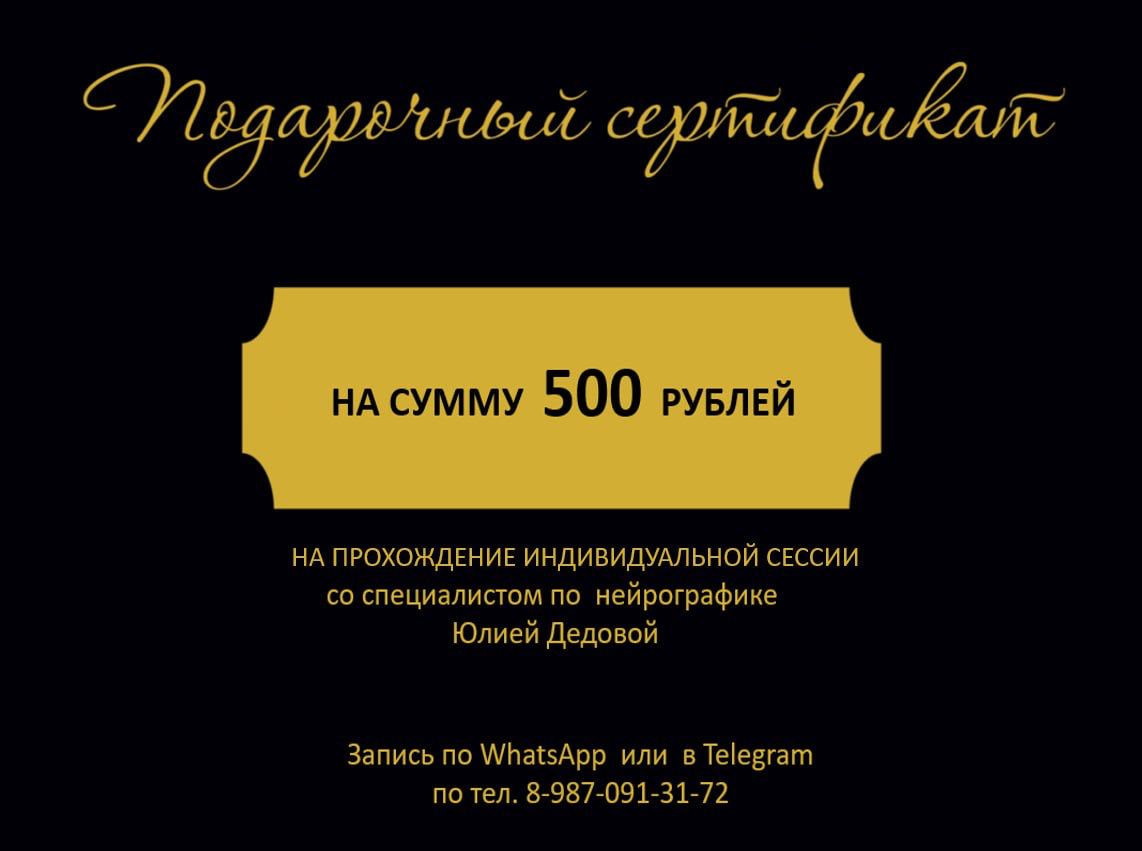 Подарочный сертификат
НА СУММУ 500 РУБЛЕЙ
НА ПРОХОЖДЕНИЕ ИНДИВИДУАЛЬНОЙ СЕССИИ
со специалистом по нейрографике
Юлией Дедовой
Запись по WhatsApp или в Telegram
по тел. 8-987-091-31-72